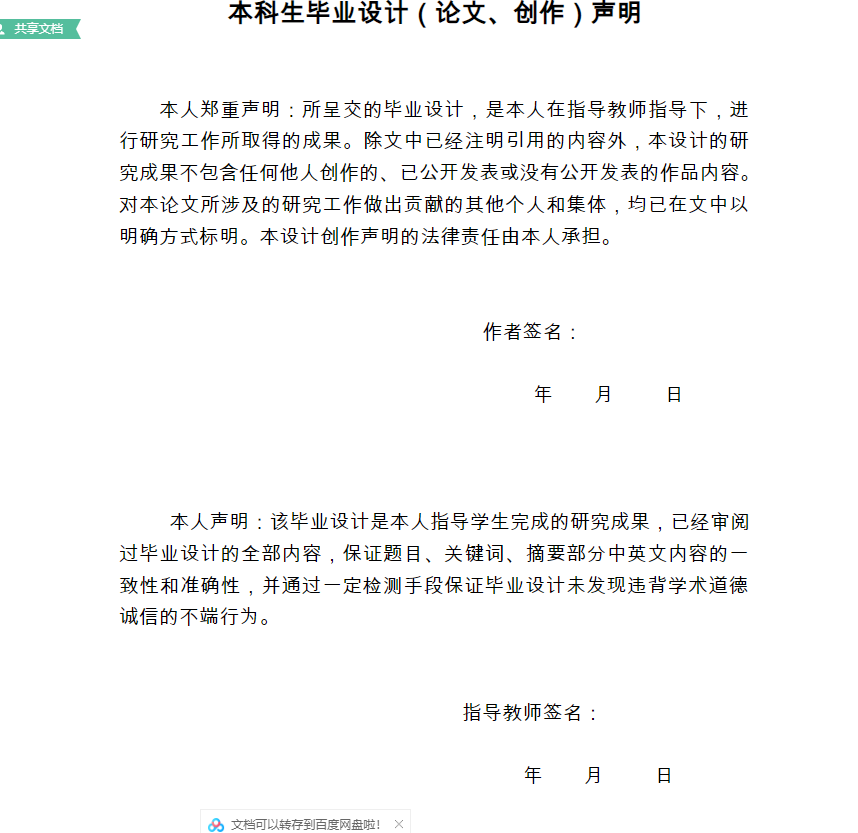 本科生毕业设计（论文、创作）声明
共享文档
本人郑重声明：所呈交的毕业设计，是本人在指导教师指导下，进
行研究工作所取得的成果。除文中已经注明引用的内容外，本设计的研
究成果不包含任何他人创作的、已公开发表或没有公开发表的作品内容。
对本论文所涉及的研究工作做出贡献的其他个人和集体，均已在文中以
明确方式标明。本设计创作声明的法律责任由本人承担。
作者签名：
年 月 日
本人声明：该毕业设计是本人指导学生完成的研究成果，已经审阅
过毕业设计的全部内容，保证题目、关键词、摘要部分中英文内容的一
致性和准确性，并通过一定检测手段保证毕业设计未发现违背学术道德
诚信的不端行为。
指导教师签名：
年 月 日
文档可以转存到百度网盘啦！